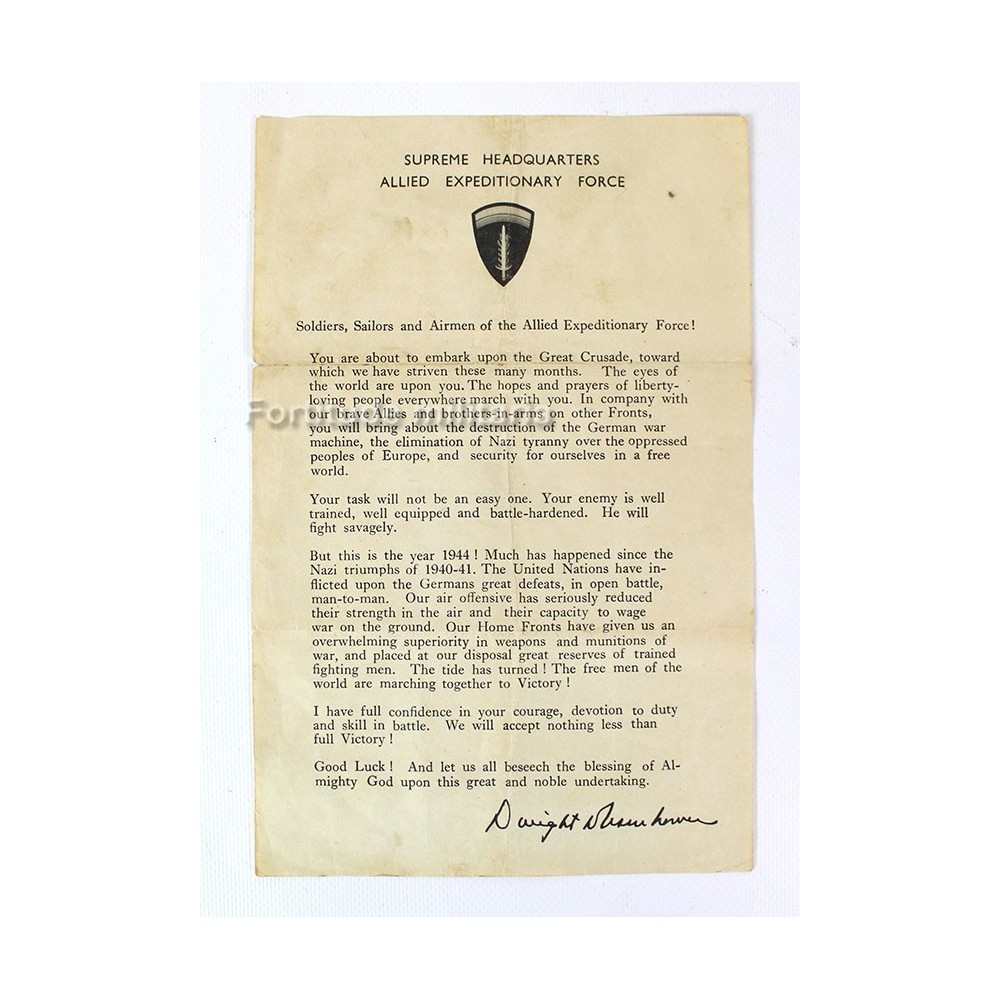 SUPREME HEADQUARTERS
ALLIED EXPEDITIONARY FORCE
Soldiers, Sailors and Airmen of the Allied Expeditionary Force!
You are about to embark upon the Great Crusade, toward
which we have striven these many months. The eyes of
the world are upon you. The hopes and prayers of liberty-
loving people everywhere march with you. In company with
our brave Allies and brothers-in-arms on other Fronts,
Fortitude militaria
you will bring about the destruction of the German war
machine, the elimination of Nazi tyranny over the oppressed
peoples of Europe, and security for ourselves in a free
world.
Your task will not be an easy one. Your enemy is well
trained, well equipped and battle-hardened. He will
fight savagely.
But this is the year 1944! Much has happened since the
Nazi triumphs of 1940-41. The United Nations have in-
flicted upon the Germans great defeats, in open battle,
man-to-man. Our air offensive has seriously reduced
their strength in the air and their capacity to wage
war on the ground. Our Home Fronts have given us an
overwhelming superiority in weapons and munitions of
war, and placed at our disposal great reserves of trained
fighting men. The tide has turned! The free men of the
world are marching together to Victory!
I have full confidence in your courage, devotion to duty
and skill in battle. We will accept nothing less than
full Victory!
Good Luck! And let us all beseech the blessing of Al-
mighty God upon this great and noble undertaking.
Dwight D Eisenhower